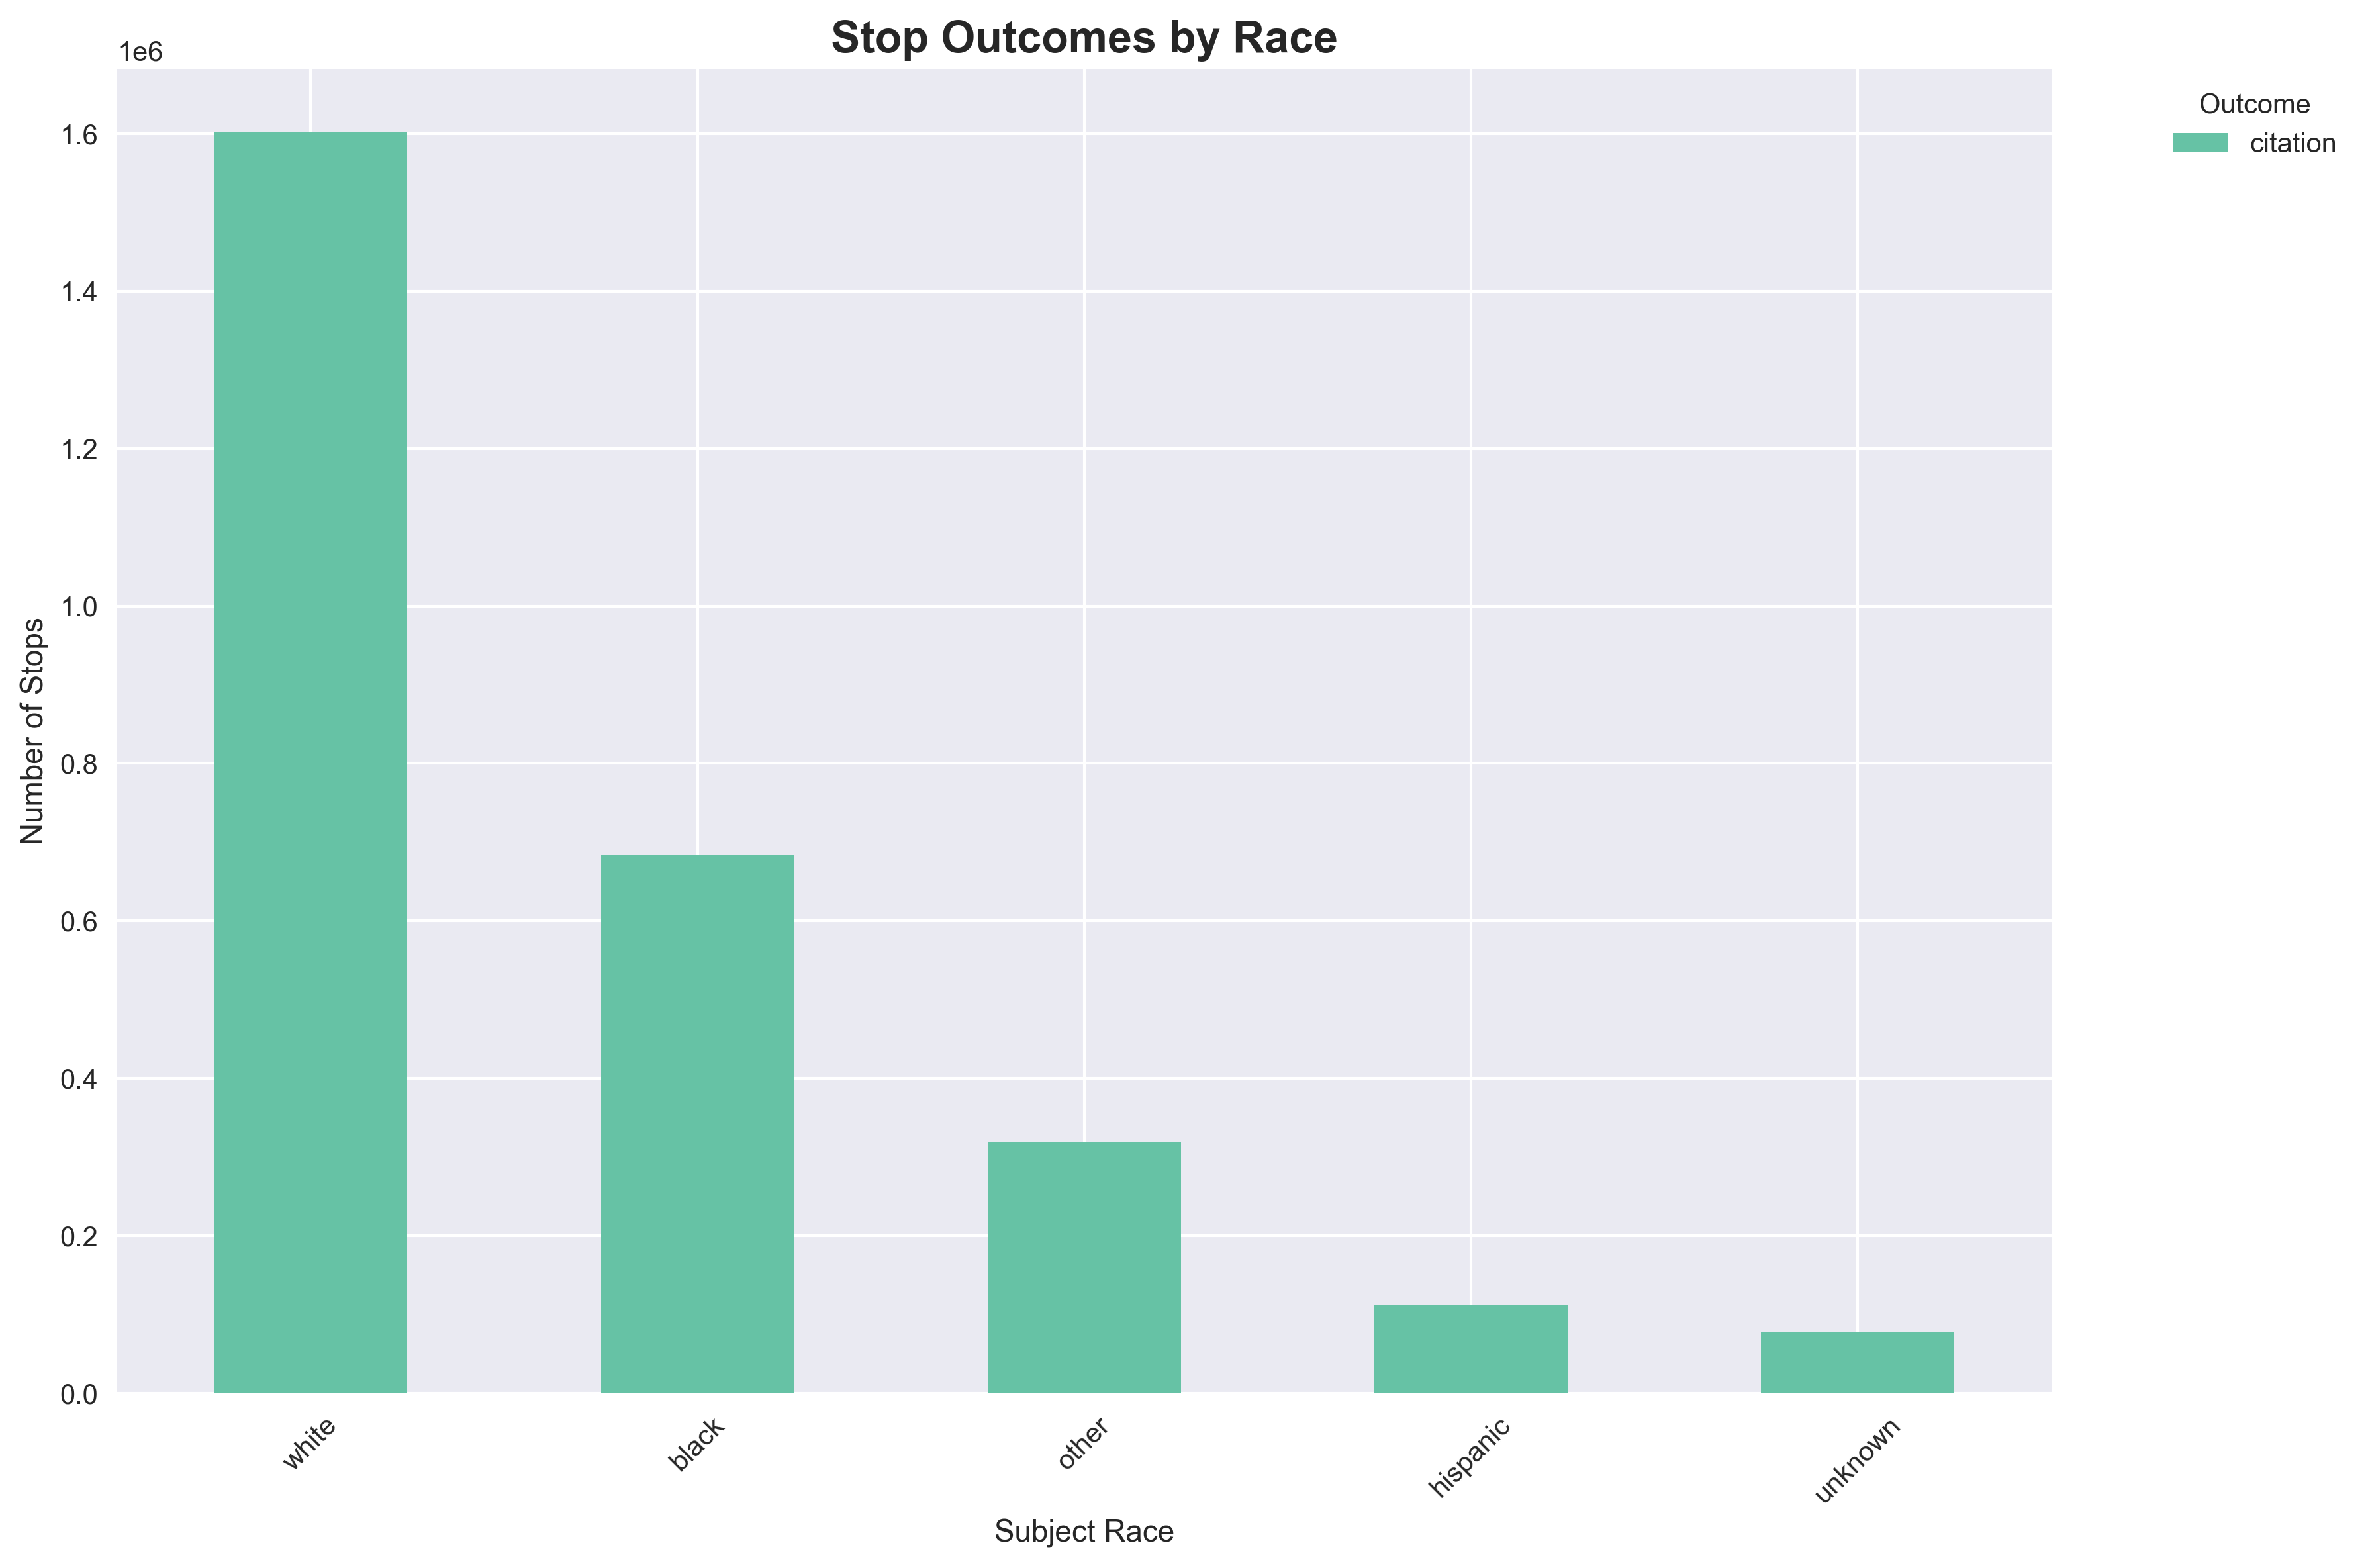 Stop Outcomes by Race
1e6
1.6
1.4
1.2
1.0
0.8
0.6
0.4
0.2
0.0
Number of Stops
white
black
other
hispanic
unknown
Subject Race
Outcome
citation